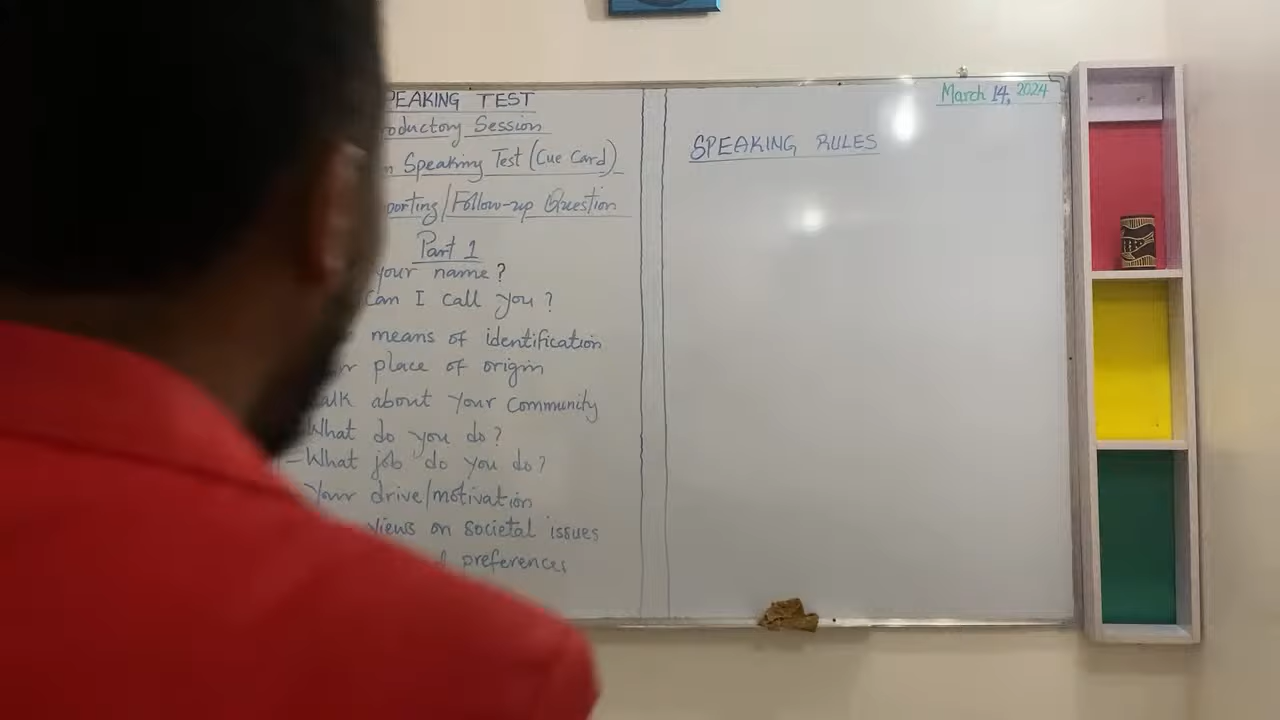 PEAKING TEST
oductory Session
n Speaking Test (Cue Card)
porting/Follow-up Question
Part 1
your name?
Can I call you?
means of identification
r place of origin
alk about your community
What do you do?
- What job do you do?
Your drive/motivation
views on societal issues
preferences
March 14, 2024
SPEAKING RULES